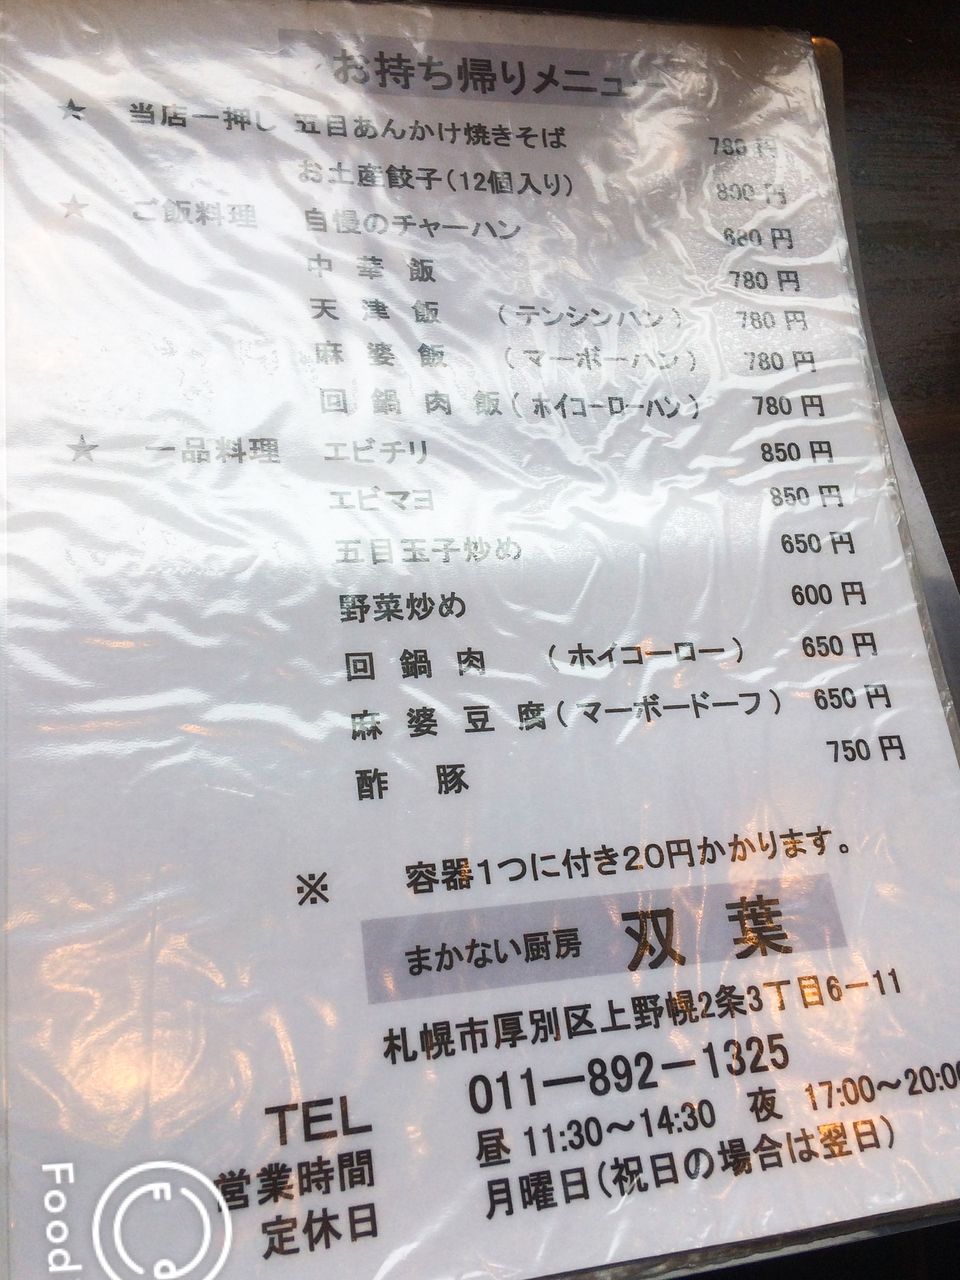 お持ち帰りメニュー
★ 当店一押し 五目あんかけ焼きそば 780円
お土産餃子(12個入り) 800円
★ ご飯料理 自慢のチャーハン 680円
中華飯 780円
天津飯 (テンシンハン) 780円
麻婆飯 (マーボーハン) 780円
回鍋肉飯(ホイコーローハン) 780円
★ 一品料理 エビチリ 850円
エビマヨ 850円
五目玉子炒め 650円
野菜炒め 600円
回鍋肉 (ホイコーロー) 650円
麻婆豆腐(マーボードーフ) 650円
酢豚 750円
※ 容器1つに付き20円かかります。
まかない厨房 双葉
札幌市厚別区上野幌2条3丁目6-11
TEL 011-892-1325
営業時間 昼 11:30~14:30 夜 17:00~20:00
定休日 月曜日(祝日の場合は翌日)
Food